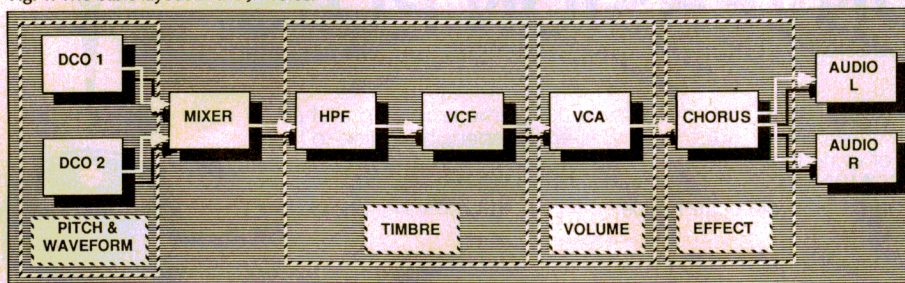 DCO 1
DCO 2
MIXER
HPF
VCF
VCA
CHORUS
AUDIO
L
AUDIO
R
PITCH &
WAVEFORM
TIMBRE
VOLUME
EFFECT